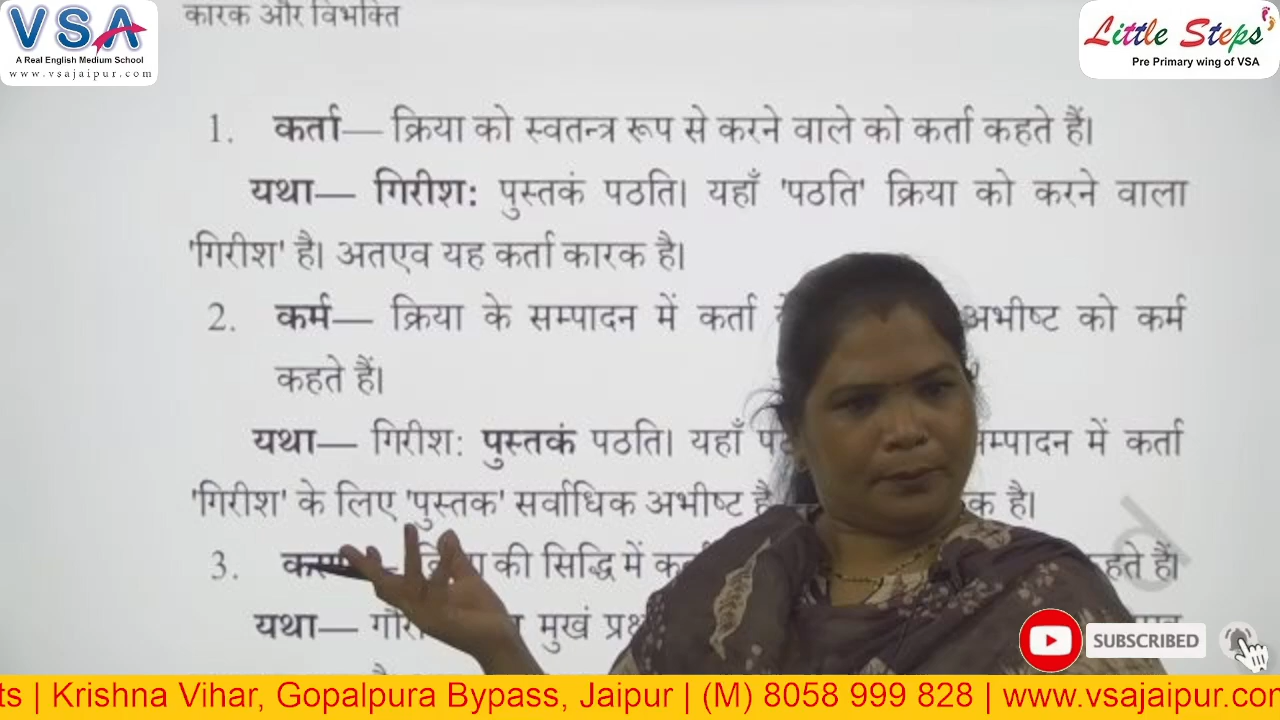 कारक और विभक्ति
VSA
A Real English Medium School
www.vsajaipur.com
Little Steps
Pre Primary wing of VSA
1. कर्ता— क्रिया को स्वतन्त्र रूप से करने वाले को कर्ता कहते हैं।
यथा— गिरीश: पुस्तकं पठति। यहाँ 'पठति' क्रिया को करने वाला
'गिरीश' है। अतएव यह कर्ता कारक है।
2. कर्म— क्रिया के सम्पादन में कर्ता अभीष्ट को कर्म
कहते हैं।
यथा— गिरीश: पुस्तकं पठति। यहाँ सम्पादन में कर्ता
'गिरीश' के लिए 'पुस्तक' सर्वाधिक अभीष्ट है है।
3. की सिद्धि में कहते हैं।
यथा— मुखं
SUBSCRIBED
ts | Krishna Vihar, Gopalpura Bypass, Jaipur | (M) 8058 999 828 | www.vsajaipur.com